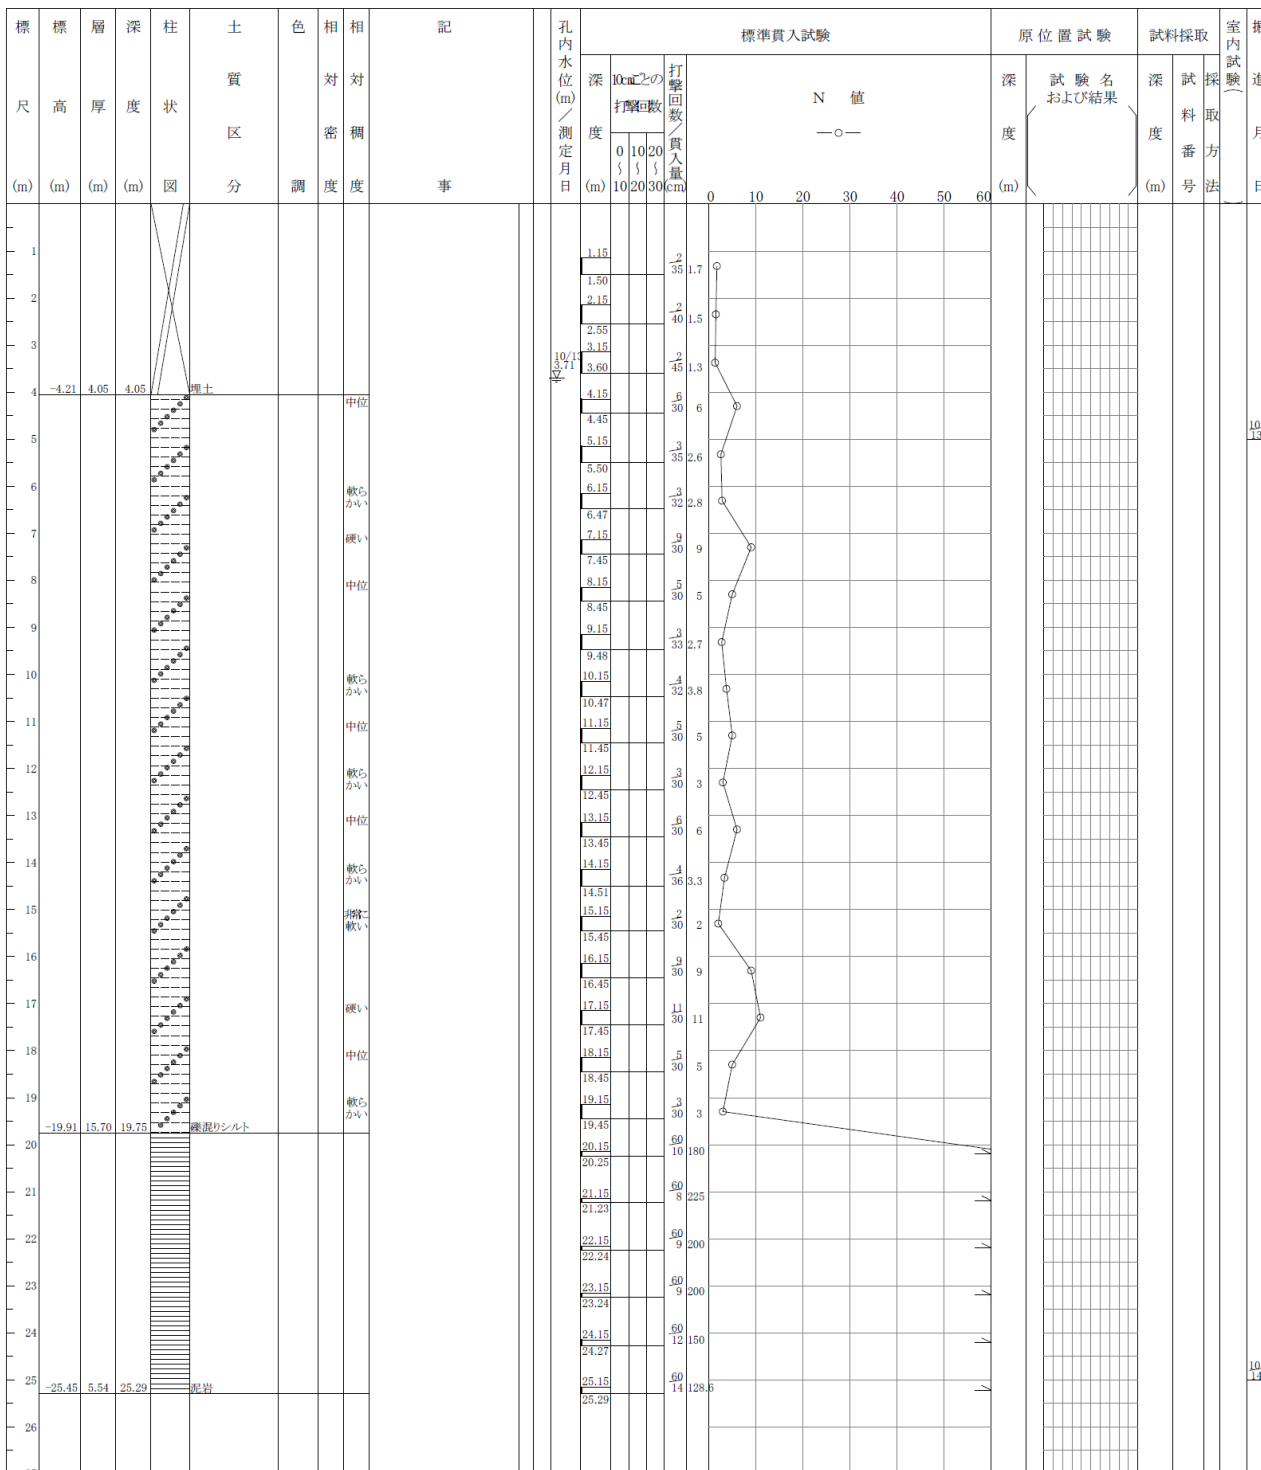 標尺(m) 標高(m) 層厚(m) 深度(m) 柱状図 土質区分 色調 相対密度 相対稠度 記事 孔内水位(m)/測定月日 標準貫入試験 原位置試験 試料採取 室内試験( )
深度(m) 10cmごとの打撃回数 打撃回数/貫入量(cm) N 値 深度(m) 試験名および結果 深度(m) 試料番号 採取方法
0〜10 10〜20 20〜30
0 10 20 30 40 50 60
1 1.15 2/35 1.7
1.50
2 2.15 2/40 1.5
2.55
3 3.15 2/45 1.3
10/13
3.71 3.60
4 -4.21 4.05 4.05 埋土
中位 4.15 6/30 6
4.45
5 5.15 3/35 2.6
5.50
6 軟らかい 6.15 3/32 2.8
6.47
7 硬い 7.15 9/30 9
7.45
8 中位 8.15 5/30 5
8.45
9 9.15 3/33 2.7
9.48
10 軟らかい 10.15 4/32 3.8
10.47
11 中位 11.15 5/30 5
11.45
12 軟らかい 12.15 3/30 3
12.45
13 中位 13.15 6/30 6
13.45
14 軟らかい 14.15 4/36 3.3
14.51
15 非常に軟い 15.15 2/30 2
15.45
16 16.15 9/30 9
16.45
17 硬い 17.15 11/30 11
17.45
18 中位 18.15 5/30 5
18.45
19 軟らかい 19.15 3/30 3
19.45
-19.91 15.70 19.75 礫混りシルト
20 20.15 60/10 180
20.25
21 21.15 60/8 225
21.23
22 22.15 60/9 200
22.24
23 23.15 60/9 200
23.24
24 24.15 60/12 150
24.27
25 25.15 60/14 128.6
-25.45 5.54 25.29 泥岩
25.29
26